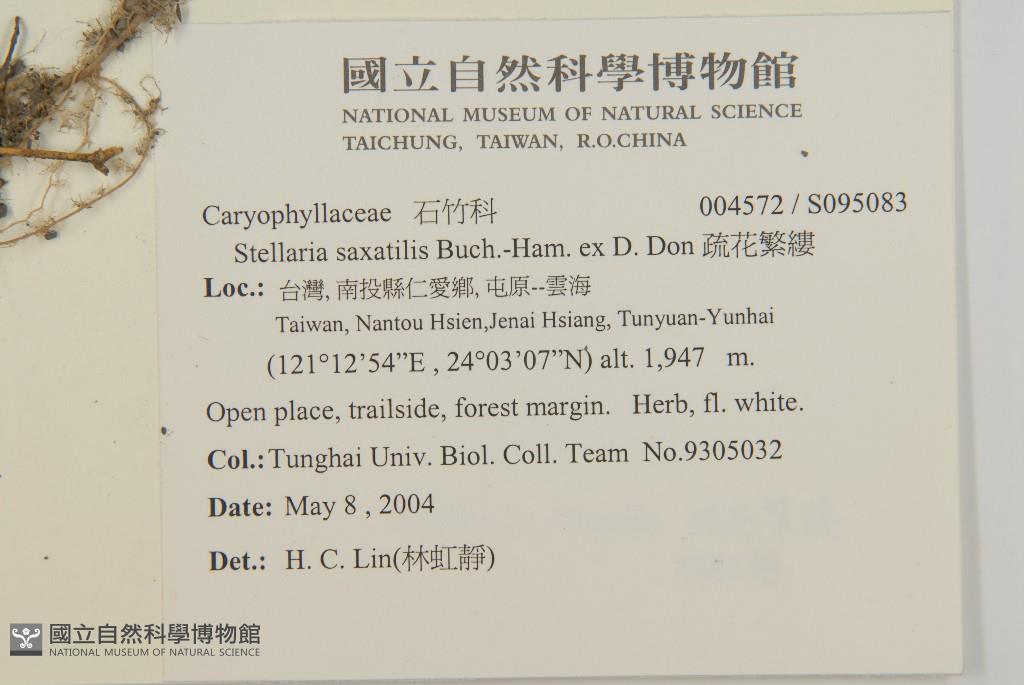 國立自然科學博物館
NATIONAL MUSEUM OF NATURAL SCIENCE
TAICHUNG, TAIWAN, R.O.CHINA
Caryophyllaceae 石竹科 004572 / S095083
Stellaria saxatilis Buch.-Ham. ex D. Don 疏花繁縷
Loc.: 台灣, 南投縣仁愛鄉, 屯原--雲海
Taiwan, Nantou Hsien,Jenai Hsiang, Tunyuan-Yunhai
(121°12’54”E , 24°03’07”N) alt. 1,947 m.
Open place, trailside, forest margin. Herb, fl. white.
Col.: Tunghai Univ. Biol. Coll. Team No.9305032
Date: May 8 , 2004
Det.: H. C. Lin(林虹靜)
國立自然科學博物館
NATIONAL MUSEUM OF NATURAL SCIENCE